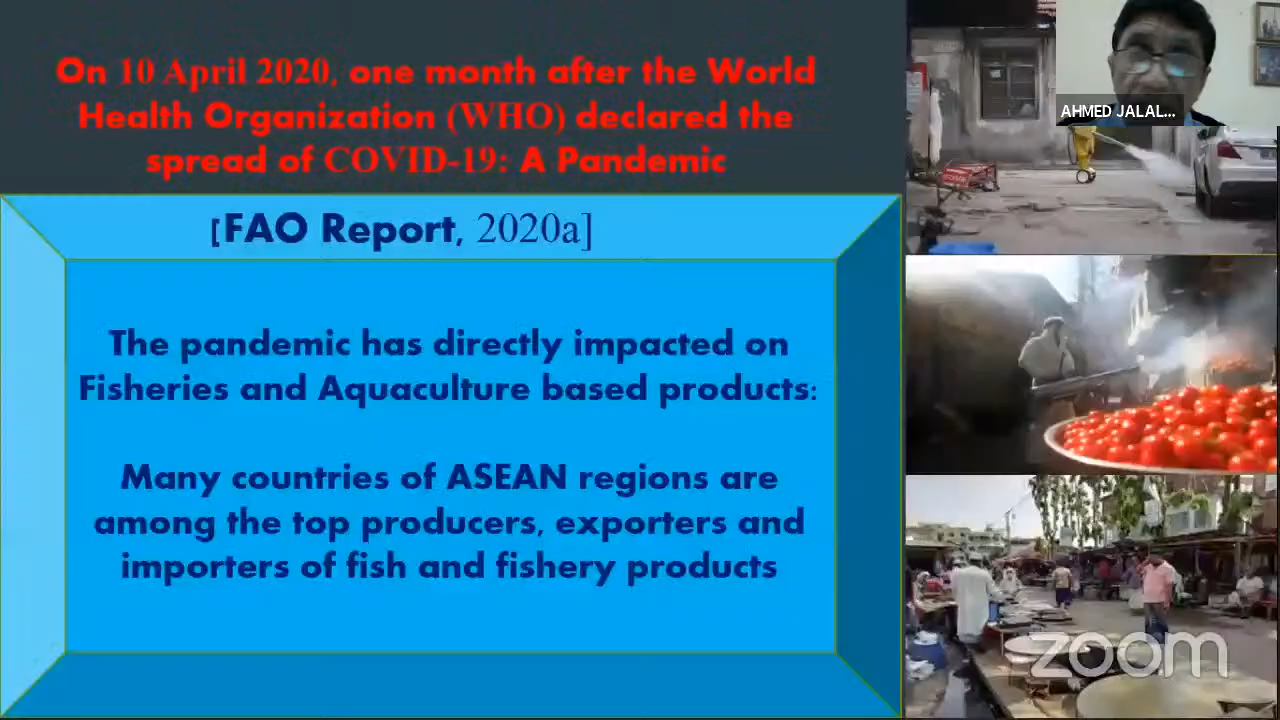 On 10 April 2020, one month after the World
Health Organization (WHO) declared the
spread of COVID-19: A Pandemic
[FAO Report, 2020a]
The pandemic has directly impacted on
Fisheries and Aquaculture based products:
Many countries of ASEAN regions are
among the top producers, exporters and
importers of fish and fishery products
AHMED JALAL...
zoom